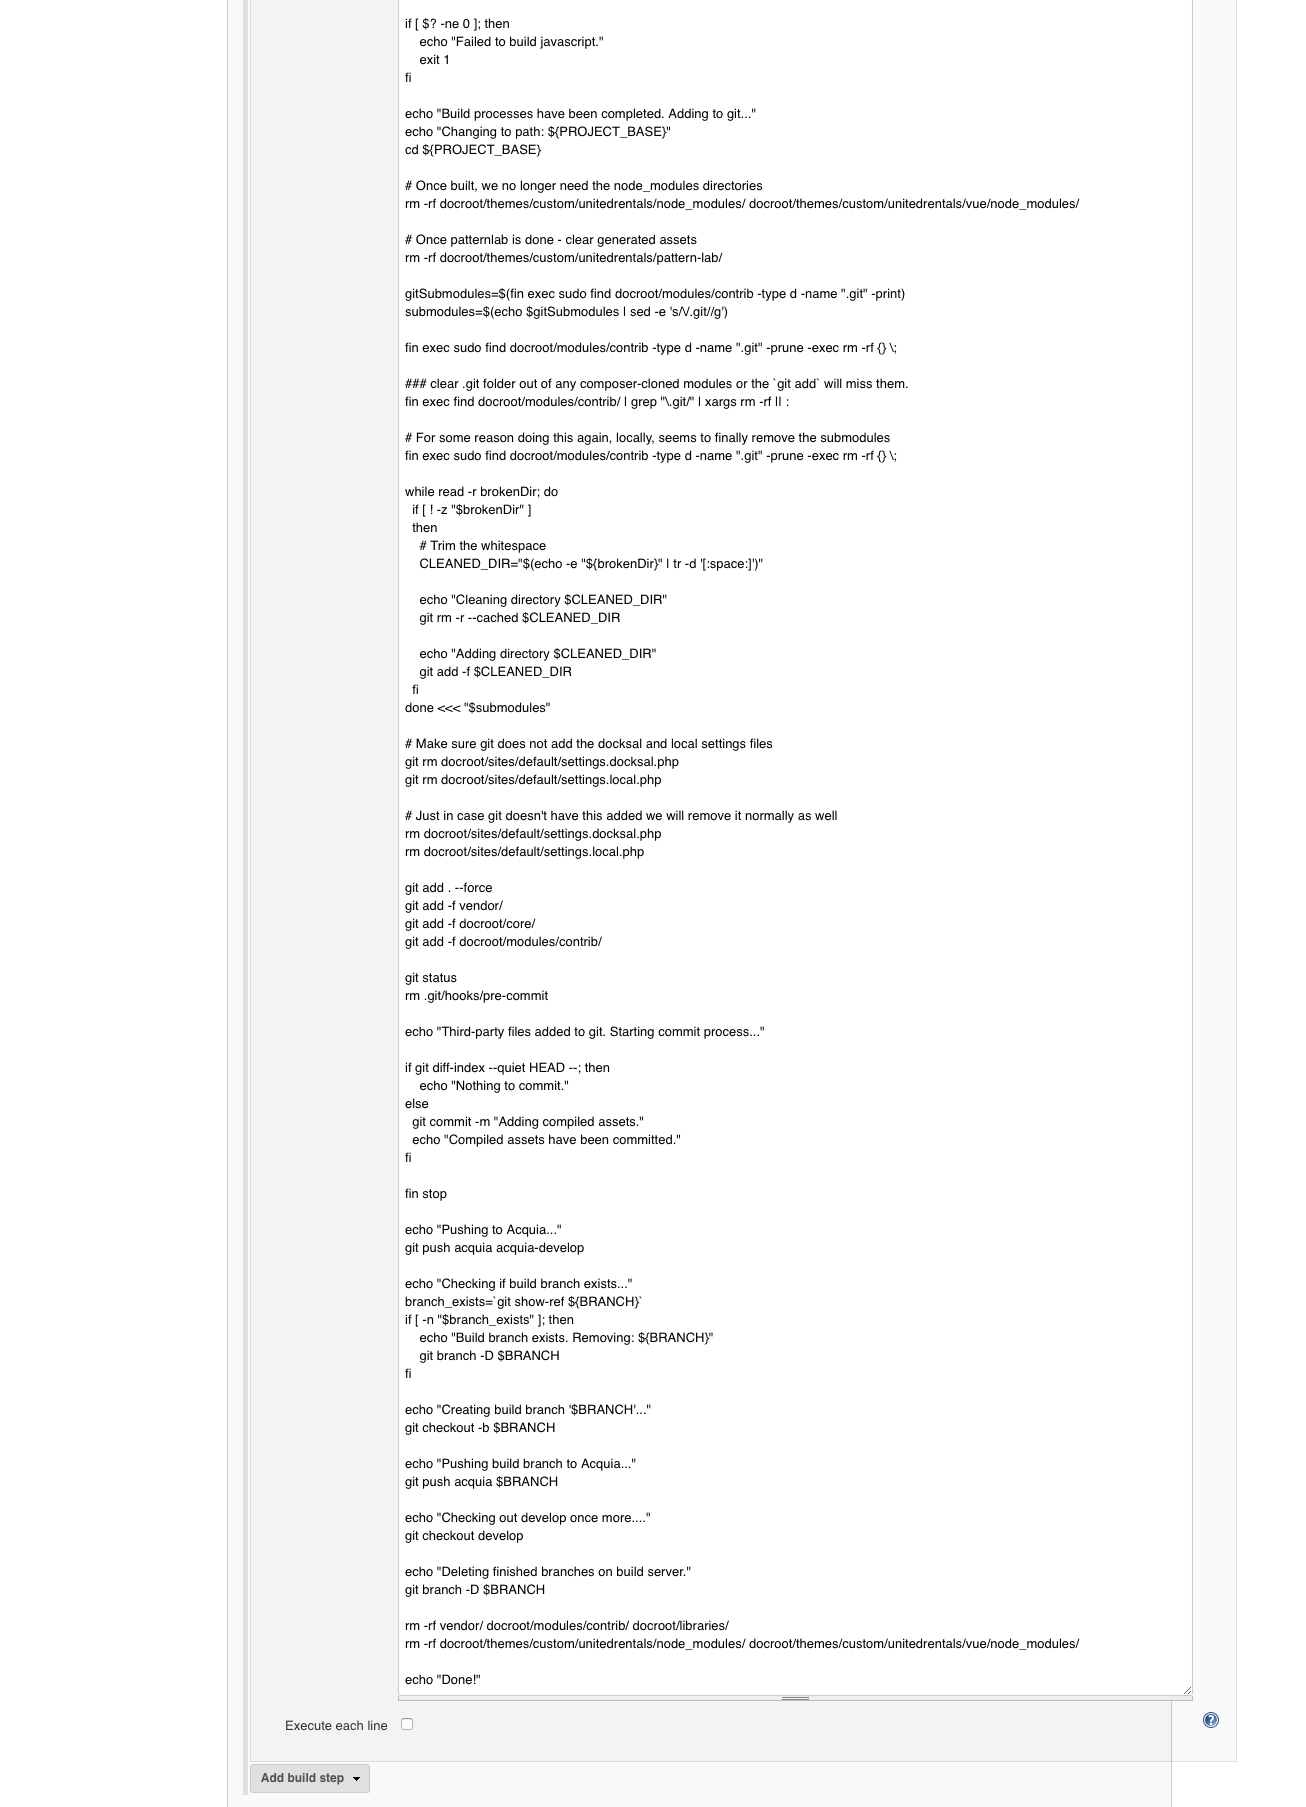 if [ $? -ne 0 ]; then
echo "Failed to build javascript."
exit 1
fi
echo "Build processes have been completed. Adding to git..."
echo "Changing to path: ${PROJECT_BASE}"
cd ${PROJECT_BASE}
# Once built, we no longer need the node_modules directories
rm -rf docroot/themes/custom/unitedrentals/node_modules/ docroot/themes/custom/unitedrentals/vue/node_modules/
# Once patternlab is done - clear generated assets
rm -rf docroot/themes/custom/unitedrentals/pattern-lab/
gitSubmodules=$(fin exec sudo find docroot/modules/contrib -type d -name ".git" -print)
submodules=$(echo $gitSubmodules | sed -e 's/\/.git//g')
fin exec sudo find docroot/modules/contrib -type d -name ".git" -prune -exec rm -rf {} \;
### clear .git folder out of any composer-cloned modules or the `git add` will miss them.
fin exec find docroot/modules/contrib/ | grep "\.git/" | xargs rm -rf || :
# For some reason doing this again, locally, seems to finally remove the submodules
fin exec sudo find docroot/modules/contrib -type d -name ".git" -prune -exec rm -rf {} \;
while read -r brokenDir; do
if [ ! -z "$brokenDir" ]
then
# Trim the whitespace
CLEANED_DIR="$(echo -e "${brokenDir}" | tr -d '[:space:]')"
echo "Cleaning directory $CLEANED_DIR"
git rm -r --cached $CLEANED_DIR
echo "Adding directory $CLEANED_DIR"
git add -f $CLEANED_DIR
fi
done <<< "$submodules"
# Make sure git does not add the docksal and local settings files
git rm docroot/sites/default/settings.docksal.php
git rm docroot/sites/default/settings.local.php
# Just in case git doesn't have this added we will remove it normally as well
rm docroot/sites/default/settings.docksal.php
rm docroot/sites/default/settings.local.php
git add . --force
git add -f vendor/
git add -f docroot/core/
git add -f docroot/modules/contrib/
git status
rm .git/hooks/pre-commit
echo "Third-party files added to git. Starting commit process..."
if git diff-index --quiet HEAD --; then
echo "Nothing to commit."
else
git commit -m "Adding compiled assets."
echo "Compiled assets have been committed."
fi
fin stop
echo "Pushing to Acquia..."
git push acquia acquia-develop
echo "Checking if build branch exists..."
branch_exists=`git show-ref ${BRANCH}`
if [ -n "$branch_exists" ]; then
echo "Build branch exists. Removing: ${BRANCH}"
git branch -D $BRANCH
fi
echo "Creating build branch '$BRANCH'..."
git checkout -b $BRANCH
echo "Pushing build branch to Acquia..."
git push acquia $BRANCH
echo "Checking out develop once more...."
git checkout develop
echo "Deleting finished branches on build server."
git branch -D $BRANCH
rm -rf vendor/ docroot/modules/contrib/ docroot/libraries/
rm -rf docroot/themes/custom/unitedrentals/node_modules/ docroot/themes/custom/unitedrentals/vue/node_modules/
echo "Done!"
Execute each line
?
Add build step